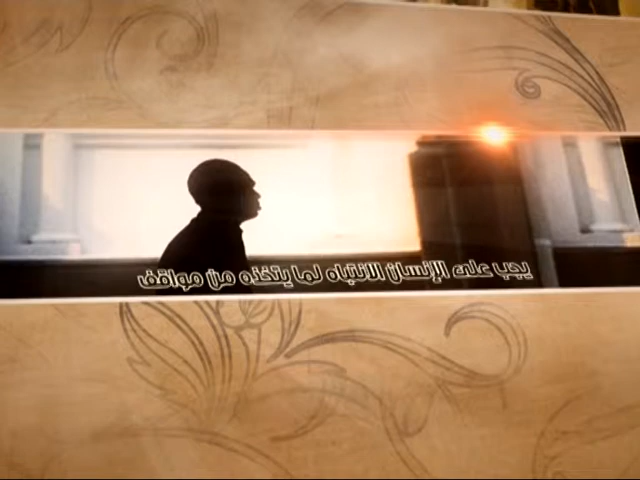 يجب على الإنسان الانتباه لما يتخذه من مواقف